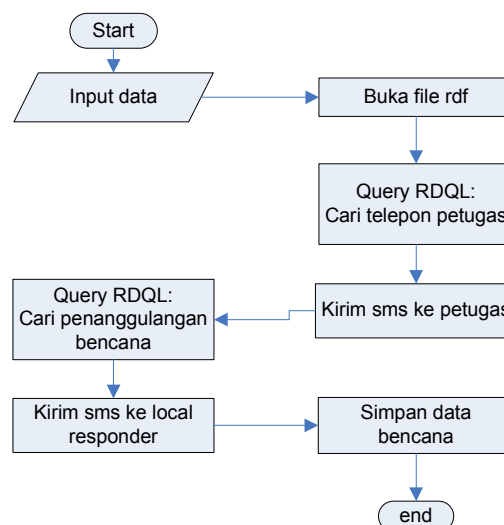 Start
Input data
Buka file rdf
Query RDQL:
Cari telepon petugas
Kirim sms ke petugas
Query RDQL:
Cari penanggulangan
bencana
Kirim sms ke local
responder
Simpan data
bencana
end